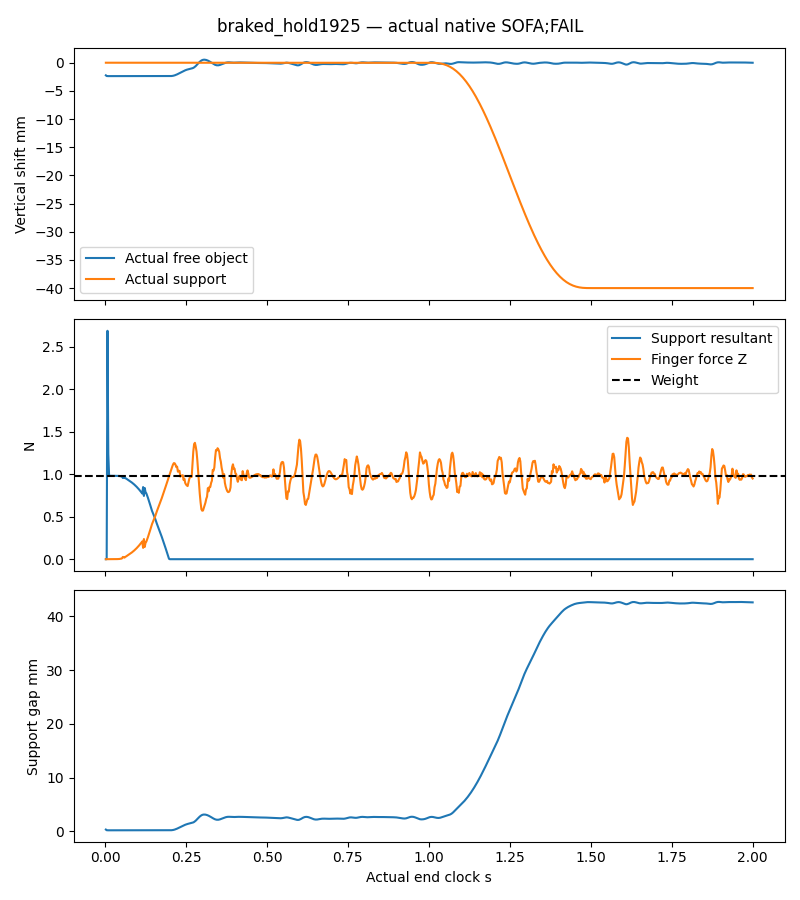 braked_hold1925 — actual native SOFA;FAIL
0
−5
−10
−15
−20
−25
−30
−35
−40
Vertical shift mm
Actual free object
Actual support
2.5
2.0
1.5
1.0
0.5
0.0
N
Support resultant
Finger force Z
Weight
40
30
20
10
0
Support gap mm
0.00 0.25 0.50 0.75 1.00 1.25 1.50 1.75 2.00
Actual end clock s